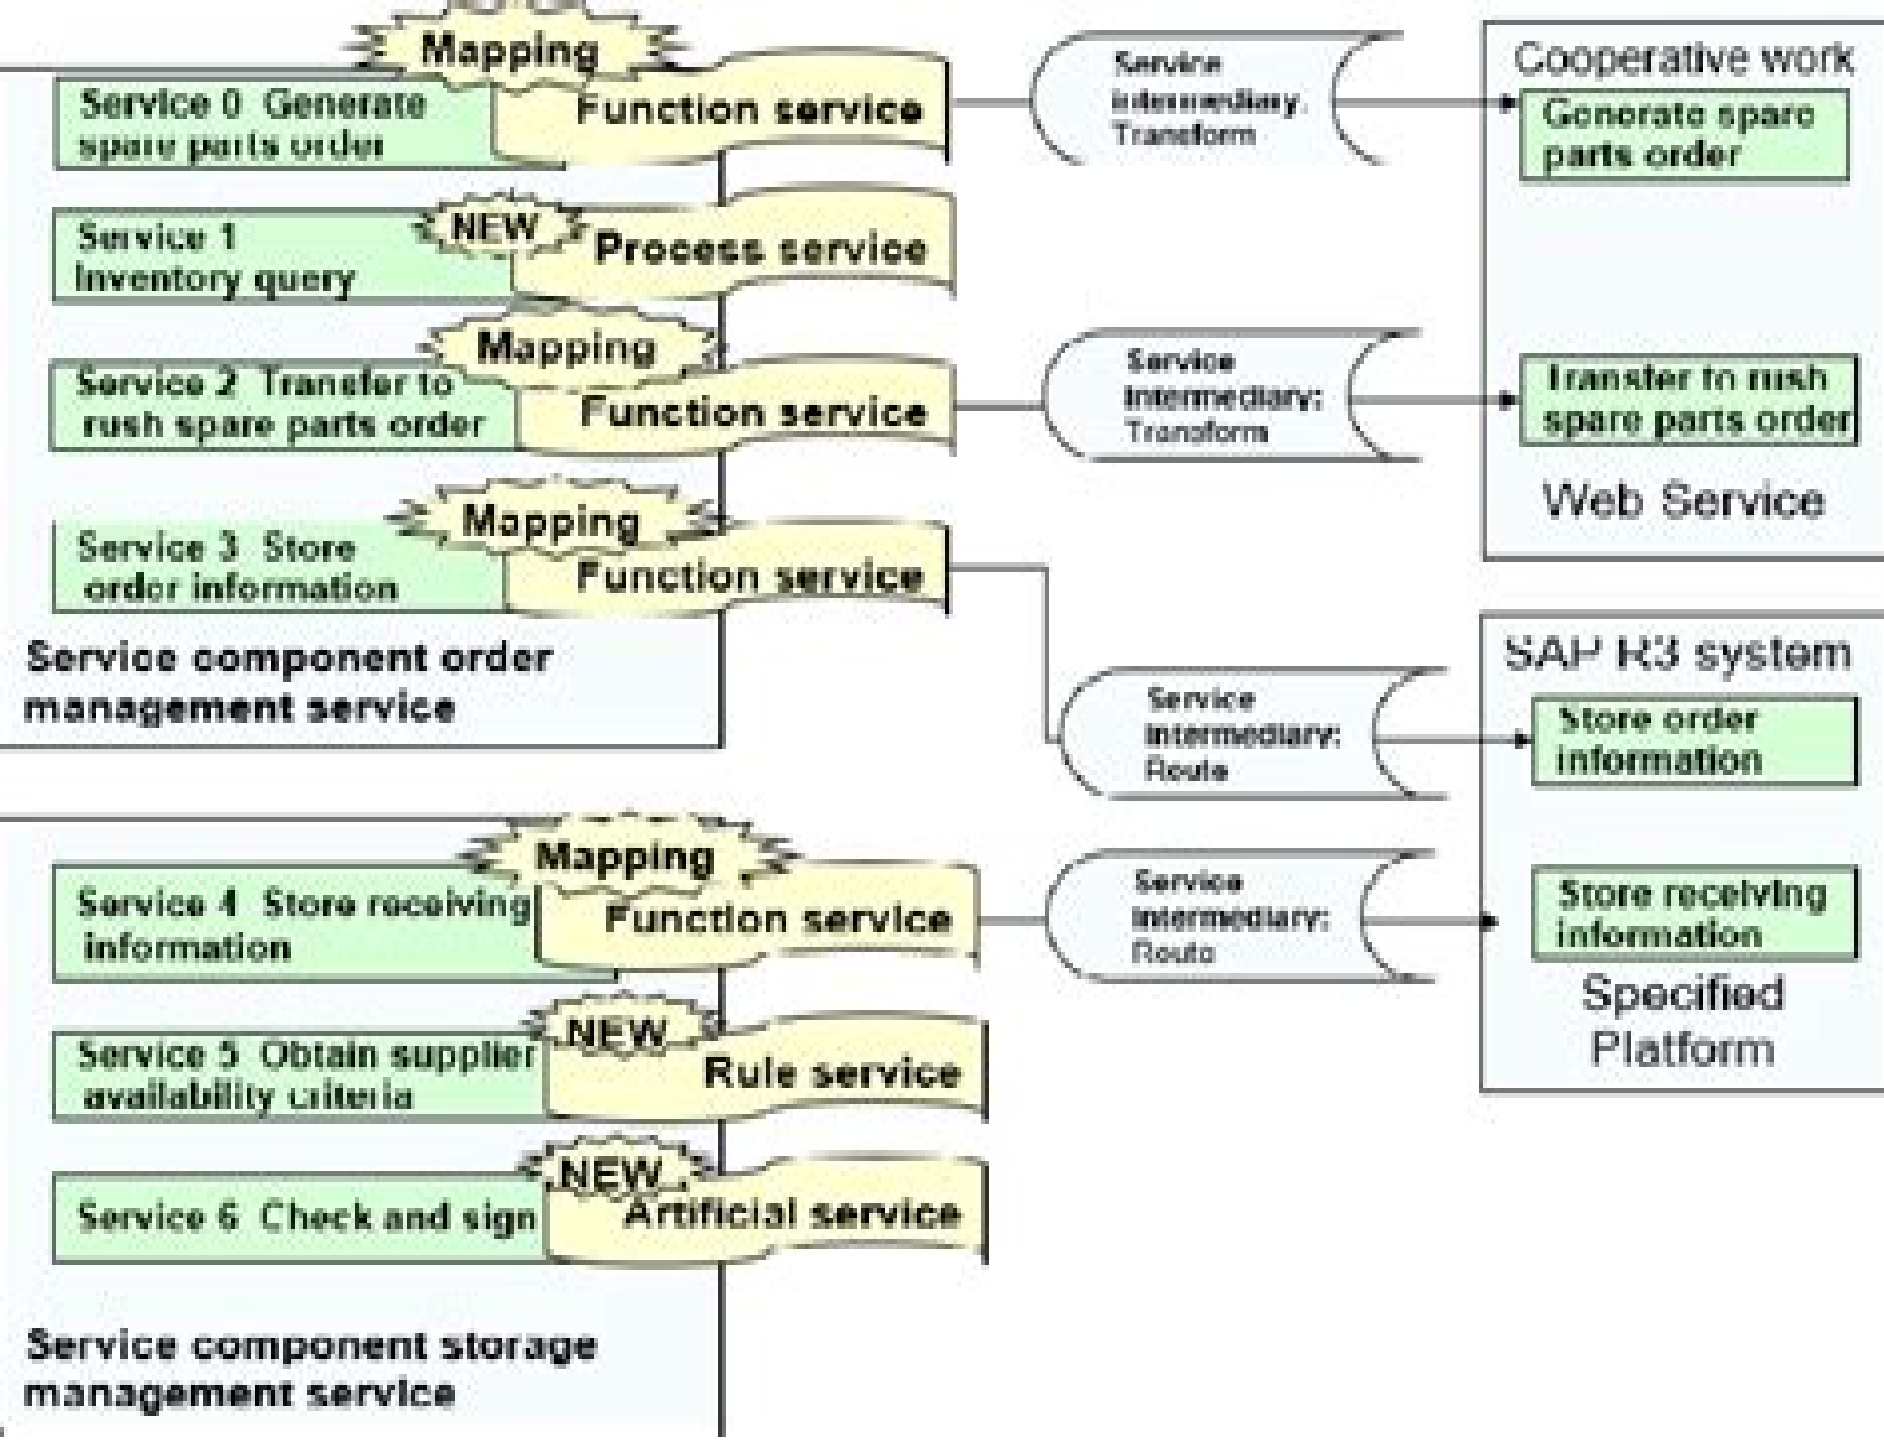 Mapping
Service 0 Generate
spare parts order
Function service
Service
Intermediary:
Transform
Cooperative work
Generate spare
parts order
NEW
Service 1
Inventory query
Process service
Mapping
Service 2 Transfer to
rush spare parts order
Function service
Service
Intermediary:
Transform
Transfer to rush
spare parts order
Web Service
Mapping
Service 3 Store
order information
Function service
Service component order
management service
SAP R3 system
Service
Intermediary:
Route
Store order
information
Mapping
Service 4 Store receiving
information
Function service
Service
Intermediary:
Route
Store receiving
information
Specified
Platform
NEW
Service 5 Obtain supplier
availability criteria
Rule service
NEW
Service 6 Check and sign
Artificial service
Service component storage
management service